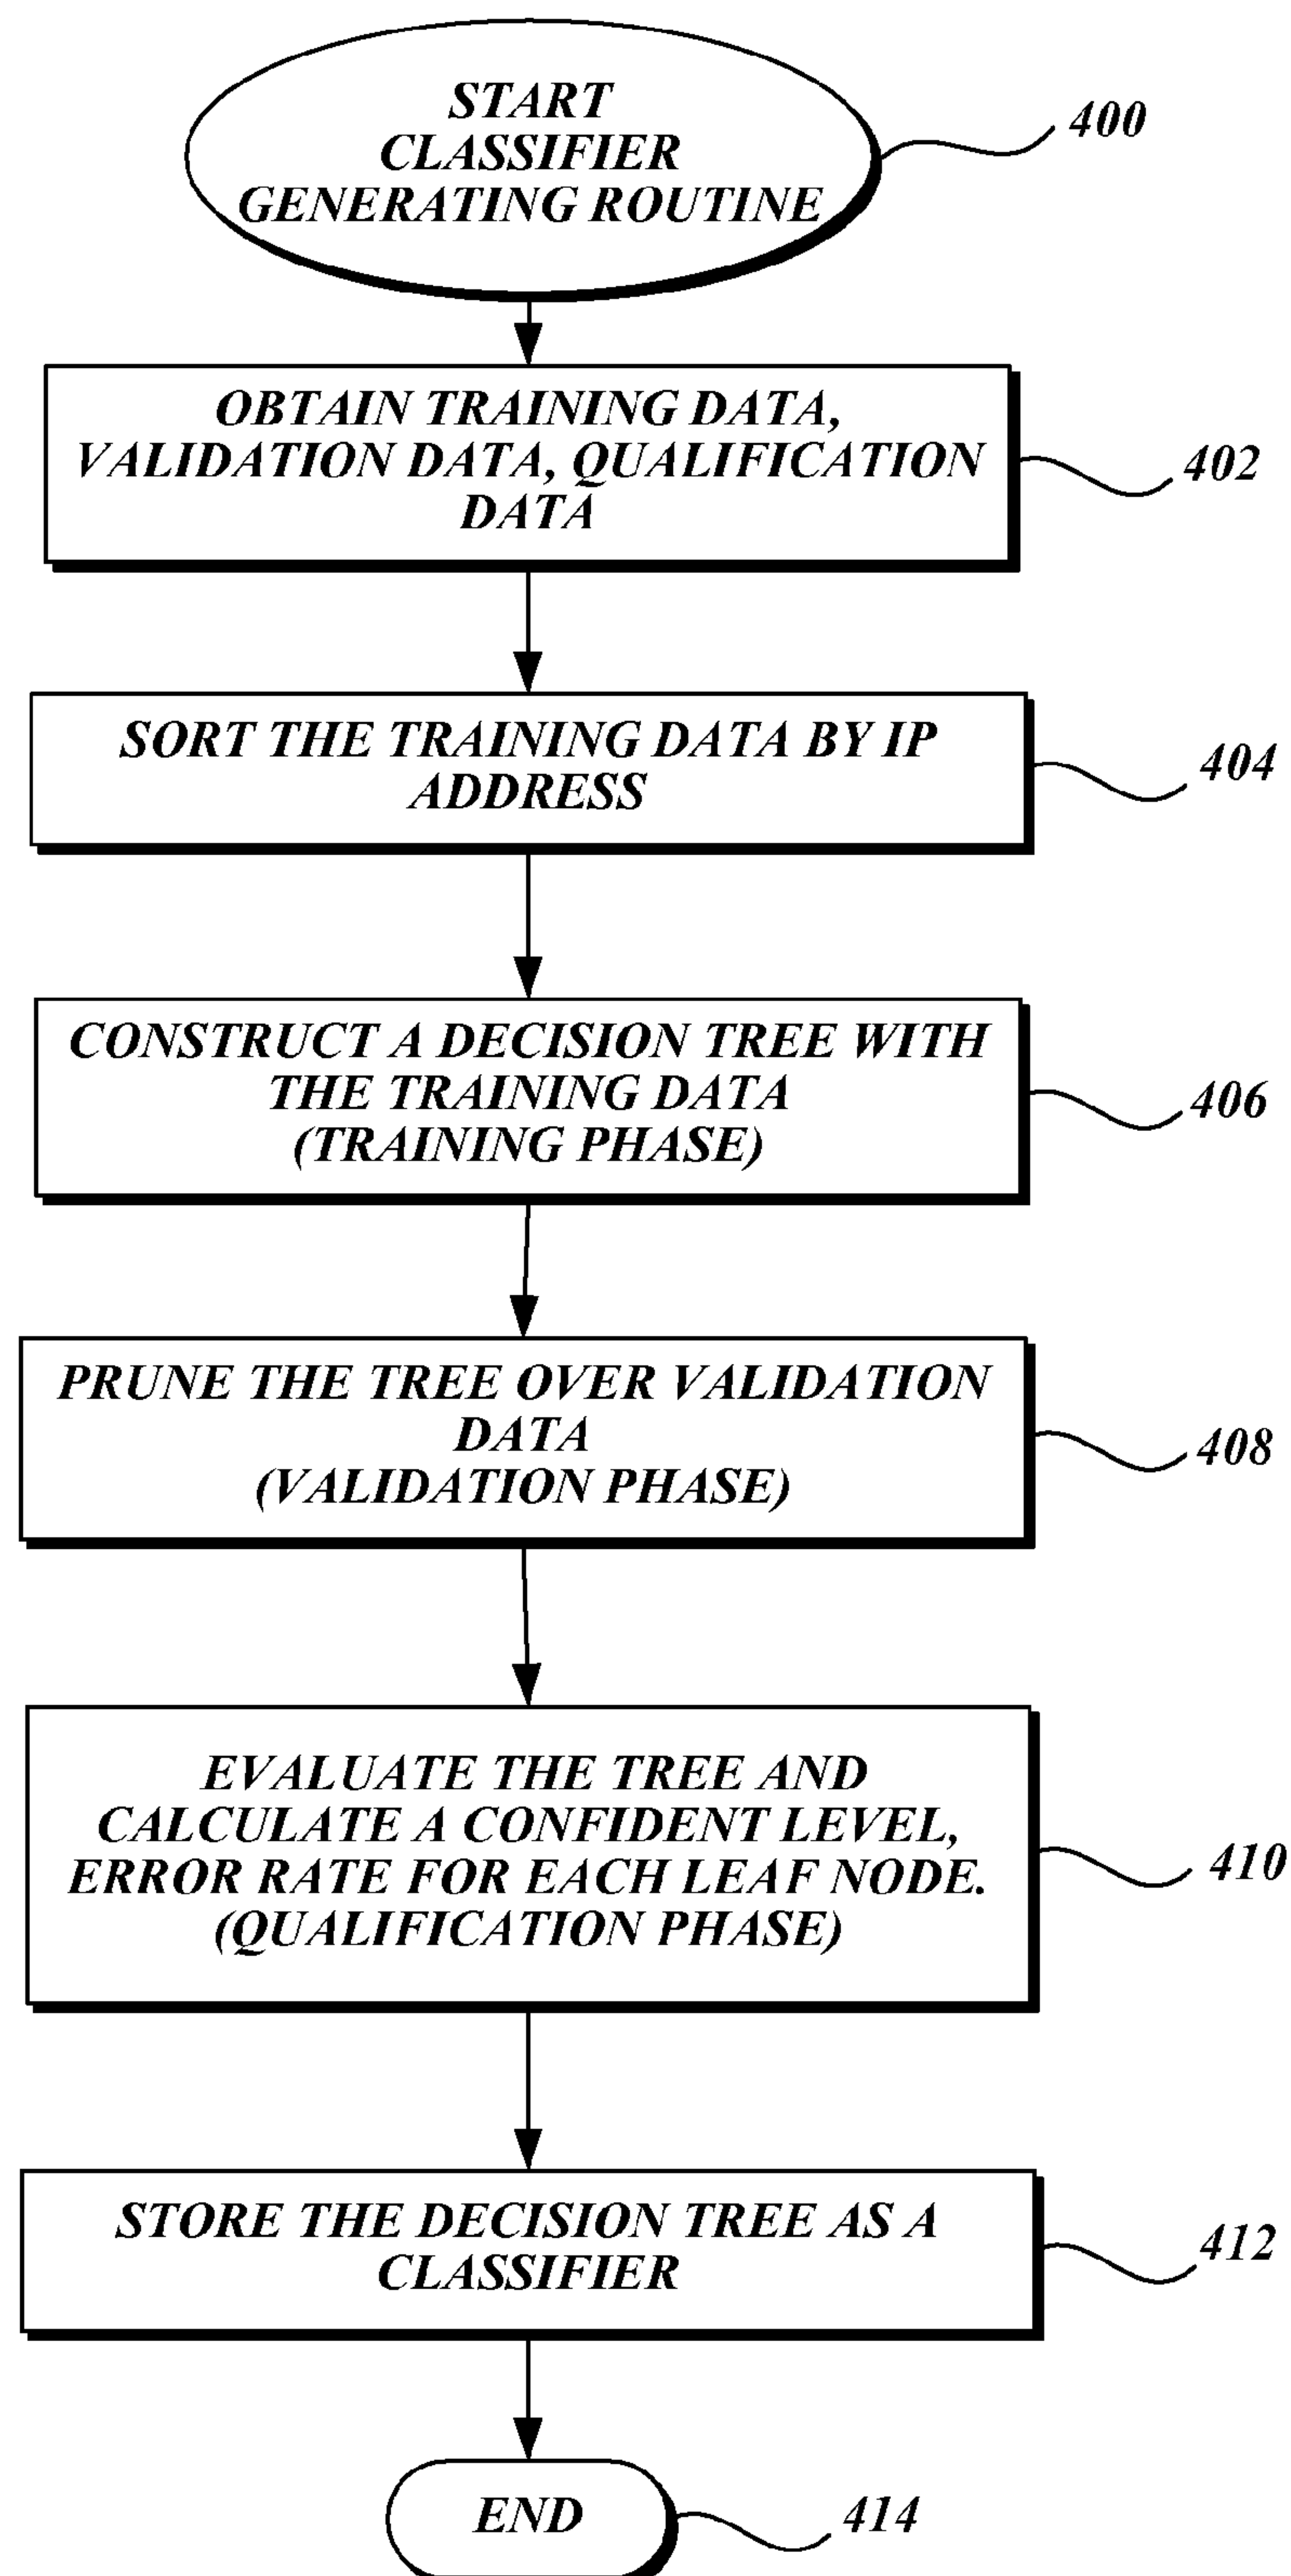 START
CLASSIFIER
GENERATING ROUTINE
400
OBTAIN TRAINING DATA,
VALIDATION DATA, QUALIFICATION
DATA
402
SORT THE TRAINING DATA BY IP
ADDRESS
404
CONSTRUCT A DECISION TREE WITH
THE TRAINING DATA
(TRAINING PHASE)
406
PRUNE THE TREE OVER VALIDATION
DATA
(VALIDATION PHASE)
408
EVALUATE THE TREE AND
CALCULATE A CONFIDENT LEVEL,
ERROR RATE FOR EACH LEAF NODE.
(QUALIFICATION PHASE)
410
STORE THE DECISION TREE AS A
CLASSIFIER
412
END
414